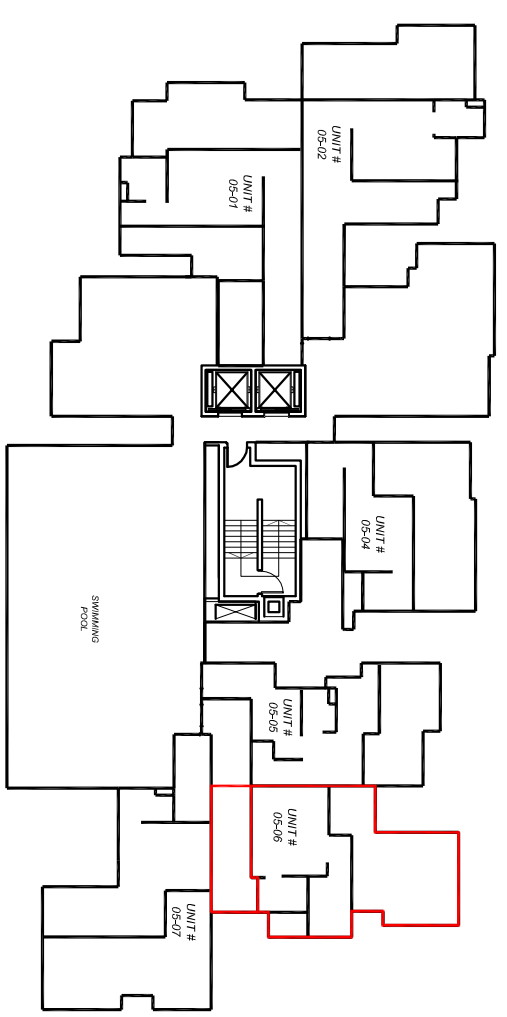 UNIT #
05-02
UNIT #
05-01
UNIT #
05-04
SWIMMING
POOL
UNIT #
05-05
UNIT #
05-06
UNIT #
05-07